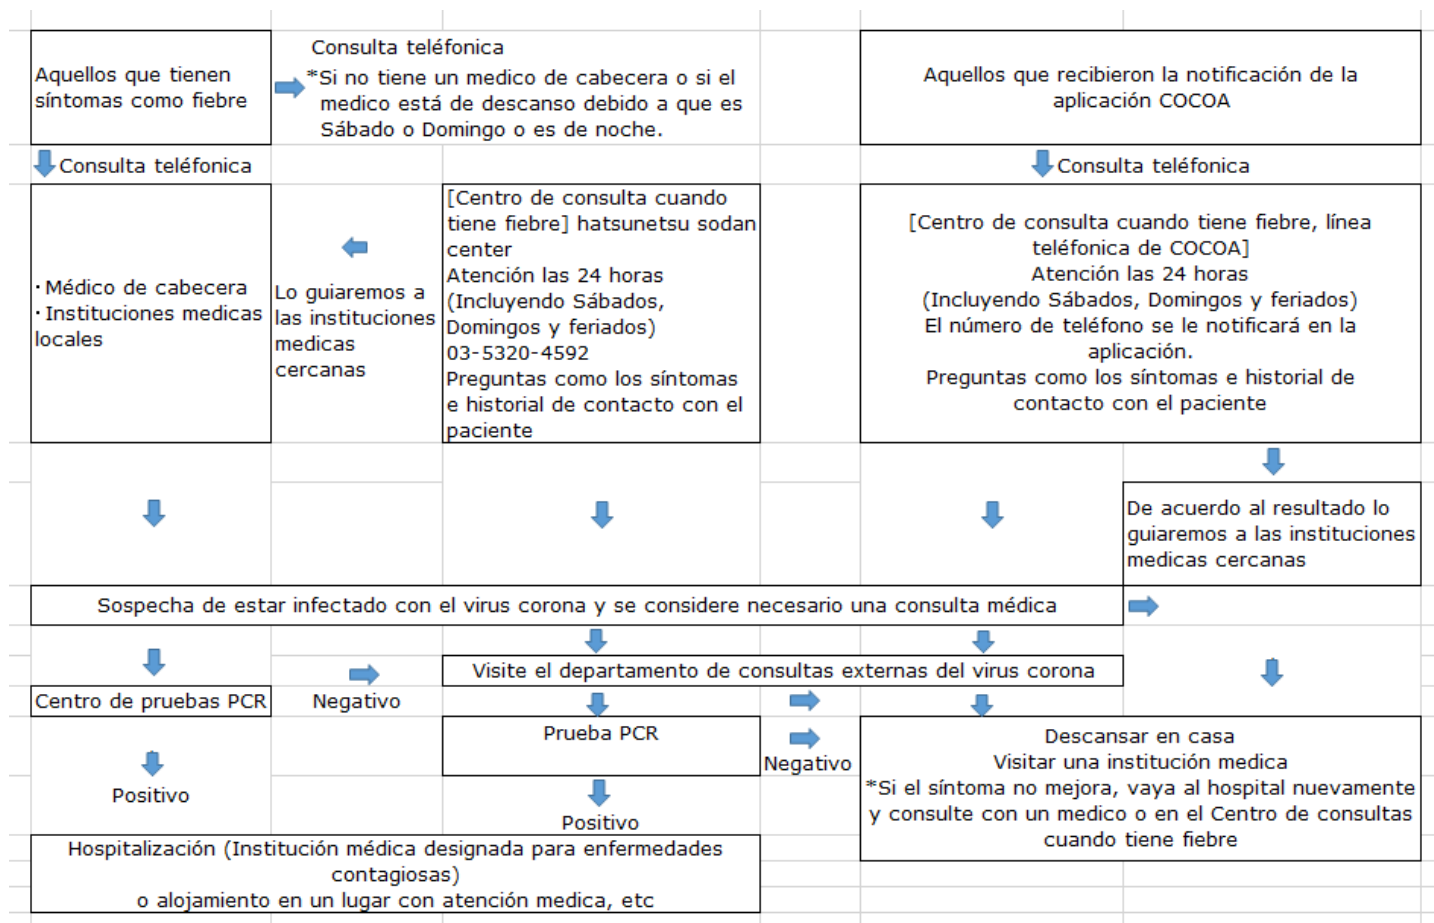 Aquellos que tienen
síntomas como fiebre
Consulta teléfonica
*Si no tiene un medico de cabecera o si el
medico está de descanso debido a que es
Sábado o Domingo o es de noche.
Aquellos que recibieron la notificación de la
aplicación COCOA
Consulta teléfonica
Consulta teléfonica
・Médico de cabecera
・Instituciones medicas
locales
Lo guiaremos a
las instituciones
medicas
cercanas
[Centro de consulta cuando
tiene fiebre] hatsunetsu sodan
center
Atención las 24 horas
(Incluyendo Sábados,
Domingos y feriados)
03-5320-4592
Preguntas como los síntomas
e historial de contacto con el
paciente
[Centro de consulta cuando tiene fiebre, línea
teléfonica de COCOA]
Atención las 24 horas
(Incluyendo Sábados, Domingos y feriados)
El número de teléfono se le notificará en la
aplicación.
Preguntas como los síntomas e historial de
contacto con el paciente
De acuerdo al resultado lo
guiaremos a las instituciones
medicas cercanas
Sospecha de estar infectado con el virus corona y se considere necesario una consulta médica
Visite el departamento de consultas externas del virus corona
Centro de pruebas PCR
Negativo
Prueba PCR
Negativo
Descansar en casa
Visitar una institución medica
*Si el síntoma no mejora, vaya al hospital nuevamente
y consulte con un medico o en el Centro de consultas
cuando tiene fiebre
Positivo
Positivo
Hospitalización (Institución médica designada para enfermedades
contagiosas)
o alojamiento en un lugar con atención medica, etc